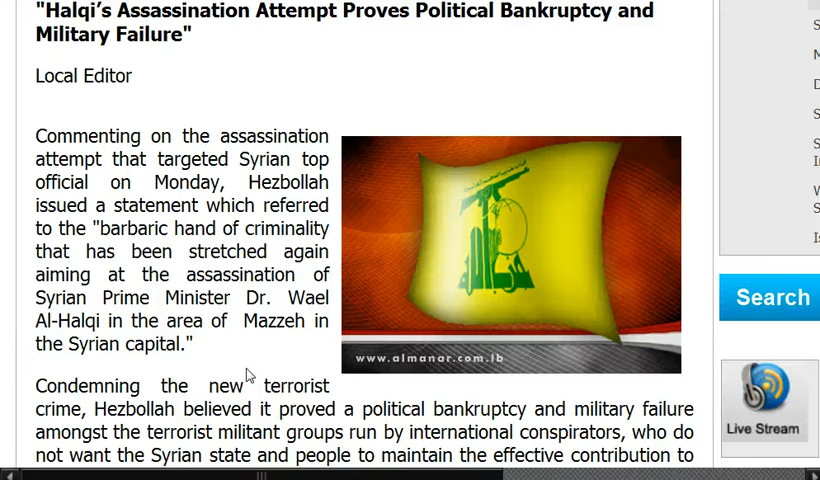 "Halqi’s Assassination Attempt Proves Political Bankruptcy and
Military Failure"
Local Editor
Commenting on the assassination
attempt that targeted Syrian top
official on Monday, Hezbollah
issued a statement which referred
to the "barbaric hand of criminality
that has been stretched again
aiming at the assassination of
Syrian Prime Minister Dr. Wael
Al-Halqi in the area of Mazzeh in
the Syrian capital."
www.almanar.com.lb
Condemning the new terrorist
crime, Hezbollah believed it proved a political bankruptcy and military failure
amongst the terrorist militant groups run by international conspirators, who do
not want the Syrian state and people to maintain the effective contribution to
Search
Live Stream